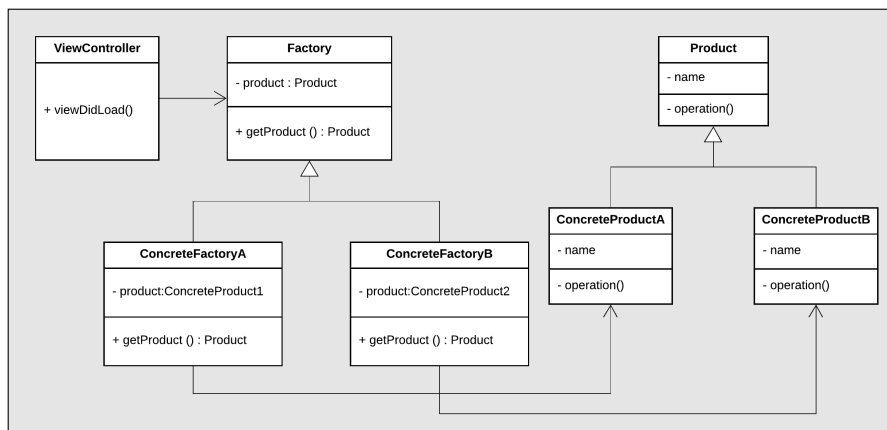 ViewController
+ viewDidLoad()
Factory
- product : Product
+ getProduct () : Product
Product
- name
- operation()
ConcreteFactoryA
- product:ConcreteProduct1
+ getProduct () : Product
ConcreteFactoryB
- product:ConcreteProduct2
+ getProduct () : Product
ConcreteProductA
- name
- operation()
ConcreteProductB
- name
- operation()